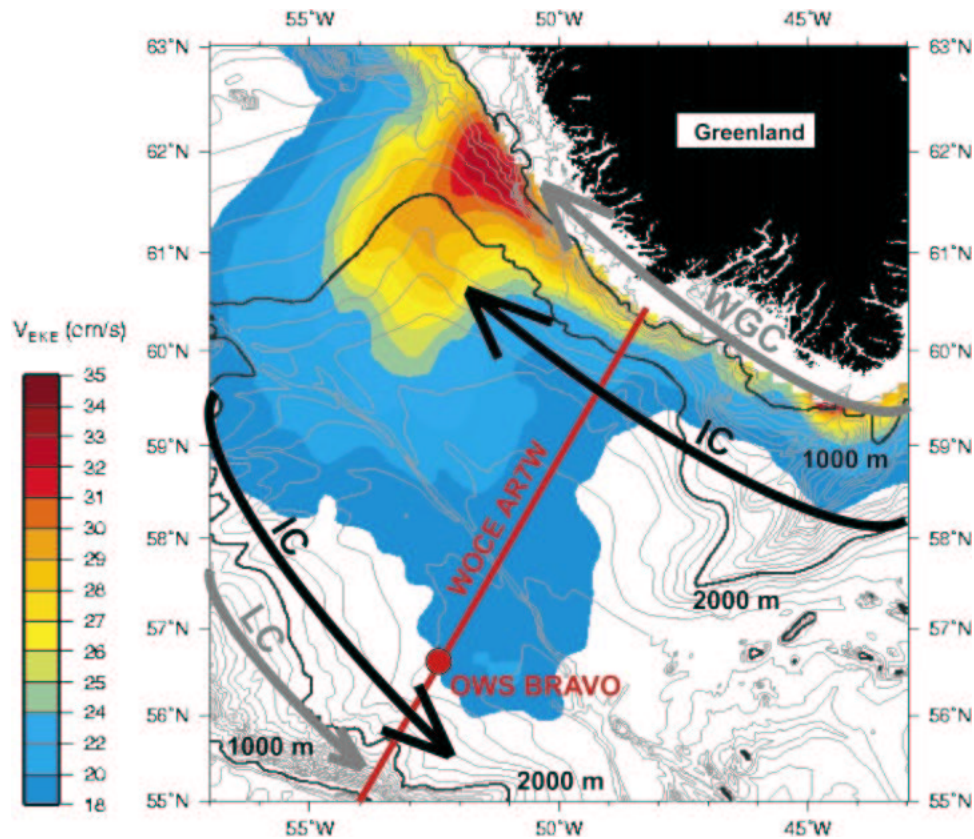 55°W 50°W 45°W
63°N 63°N
Greenland
62°N 62°N
61°N 61°N
WGC
V_EKE (cm/s)
60°N 60°N
35
34
33
32
31
30
29
28
27
26
25
24
22
20
18
59°N 59°N
IC
1000 m
WOCE AR7W
58°N 58°N
IC
2000 m
LC
57°N 57°N
OWS BRAVO
56°N 56°N
1000 m
2000 m
55°N 55°N
55°W 50°W 45°W